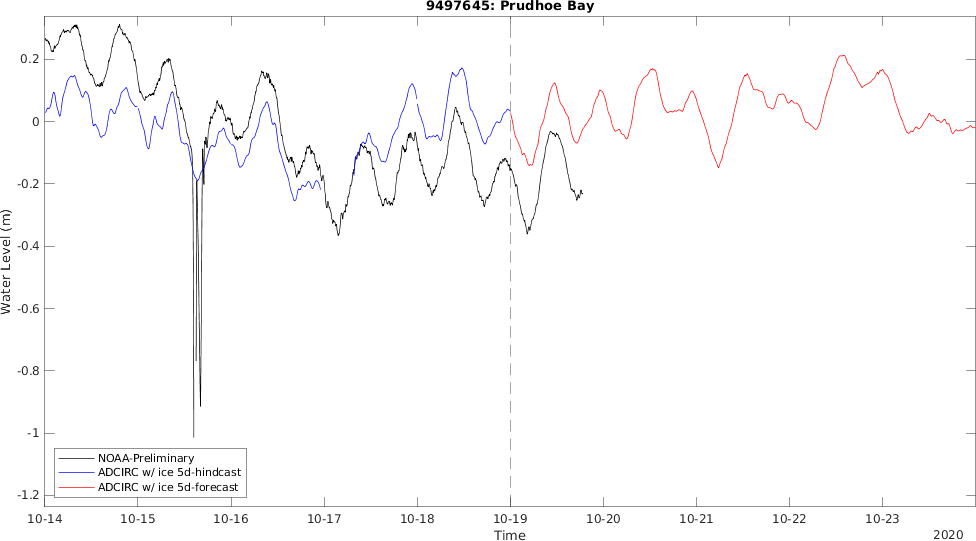 9497645: Prudhoe Bay
0.2
0
-0.2
-0.4
-0.6
-0.8
-1
-1.2
Water Level (m)
NOAA-Preliminary
ADCIRC w/ ice 5d-hindcast
ADCIRC w/ ice 5d-forecast
10-14 10-15 10-16 10-17 10-18 10-19 10-20 10-21 10-22 10-23
Time
2020